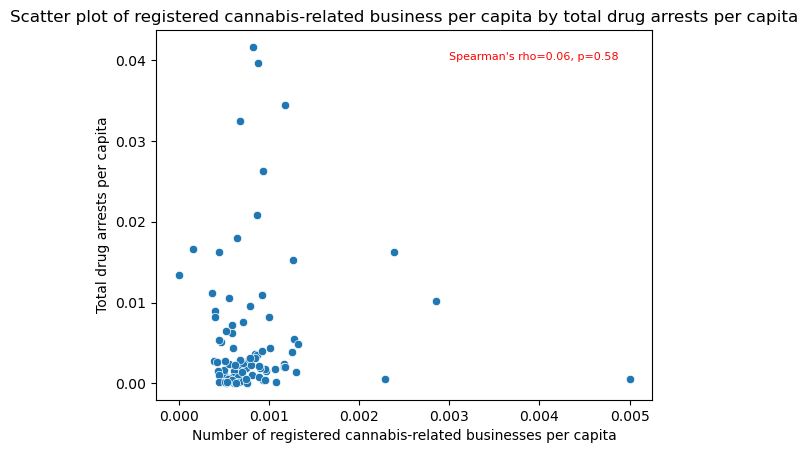 Scatter plot of registered cannabis-related business per capita by total drug arrests per capita
Spearman's rho=0.06, p=0.58
Total drug arrests per capita
0.04
0.03
0.02
0.01
0.00
0.000 0.001 0.002 0.003 0.004 0.005
Number of registered cannabis-related businesses per capita